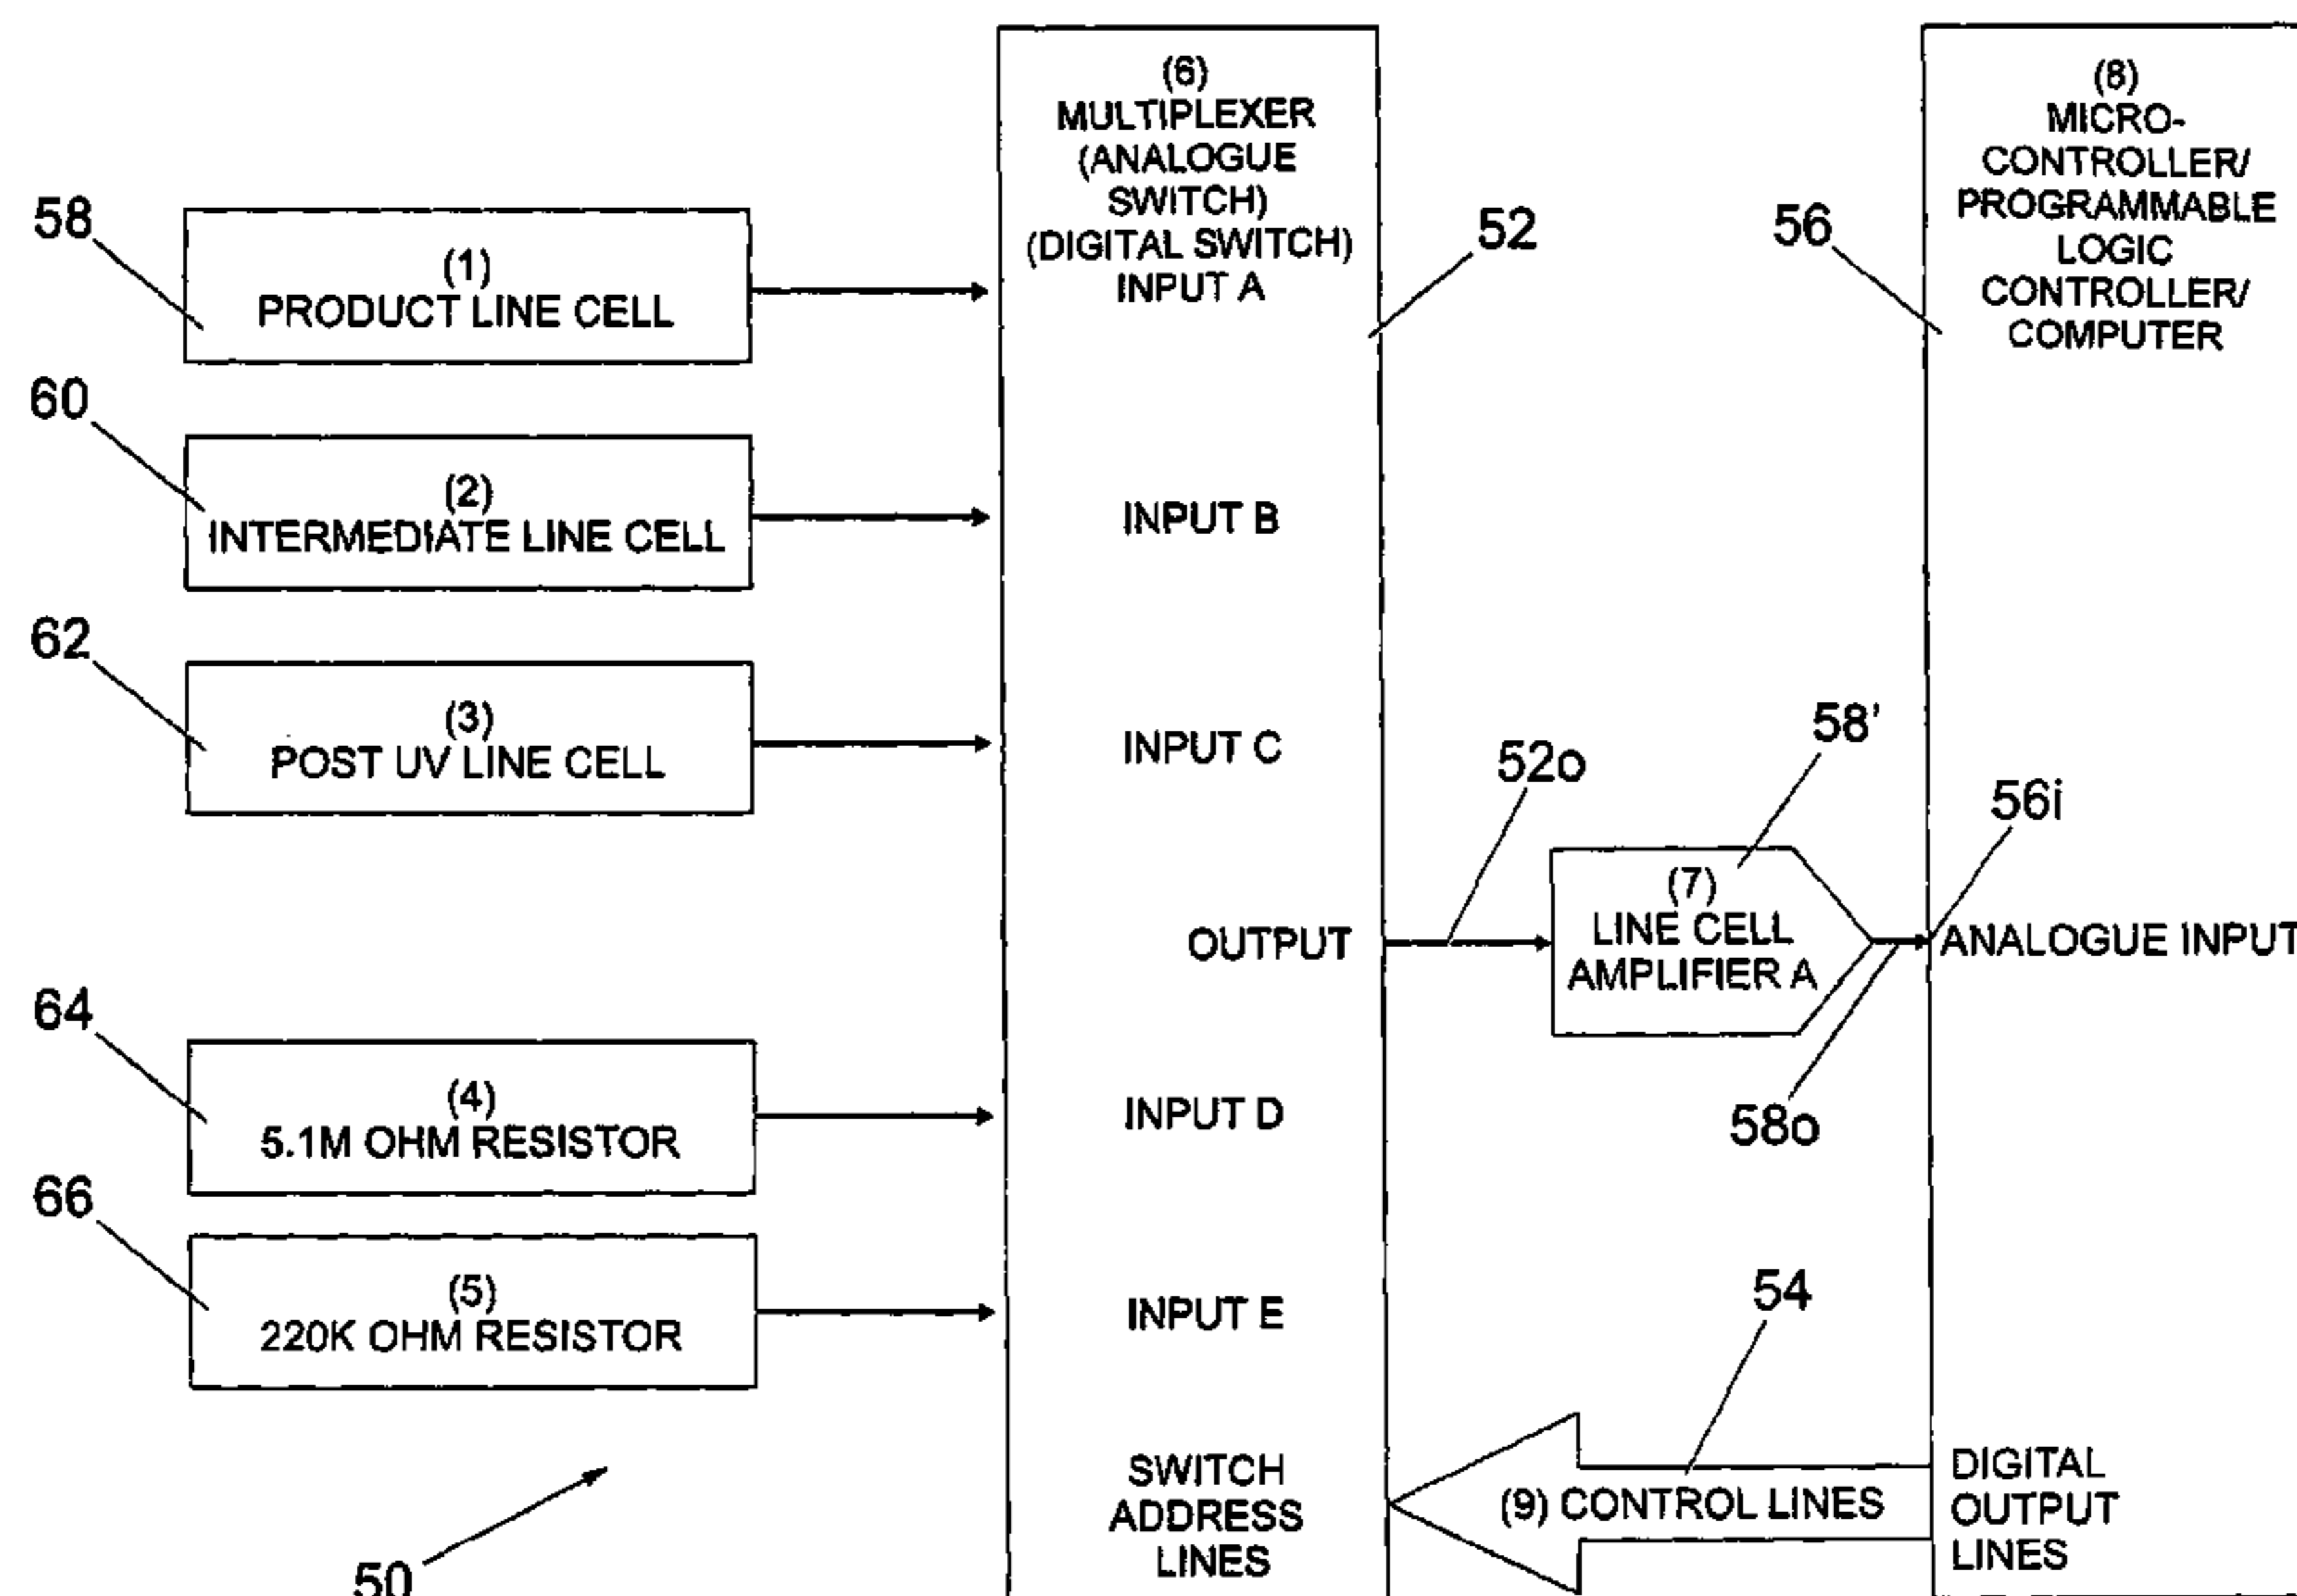 (6)
MULTIPLEXER
(ANALOGUE
SWITCH)
(DIGITAL SWITCH)
INPUT A
(8)
MICRO-
CONTROLLER/
PROGRAMMABLE
LOGIC
CONTROLLER/
COMPUTER
58
(1)
PRODUCT LINE CELL
52
56
60
(2)
INTERMEDIATE LINE CELL
INPUT B
62
(3)
POST UV LINE CELL
INPUT C
52o
58'
56i
OUTPUT
(7)
LINE CELL
AMPLIFIER A
ANALOGUE INPUT
58o
64
(4)
5.1M OHM RESISTOR
INPUT D
66
(5)
220K OHM RESISTOR
INPUT E
54
SWITCH
ADDRESS
LINES
(9) CONTROL LINES
DIGITAL
OUTPUT
LINES
50